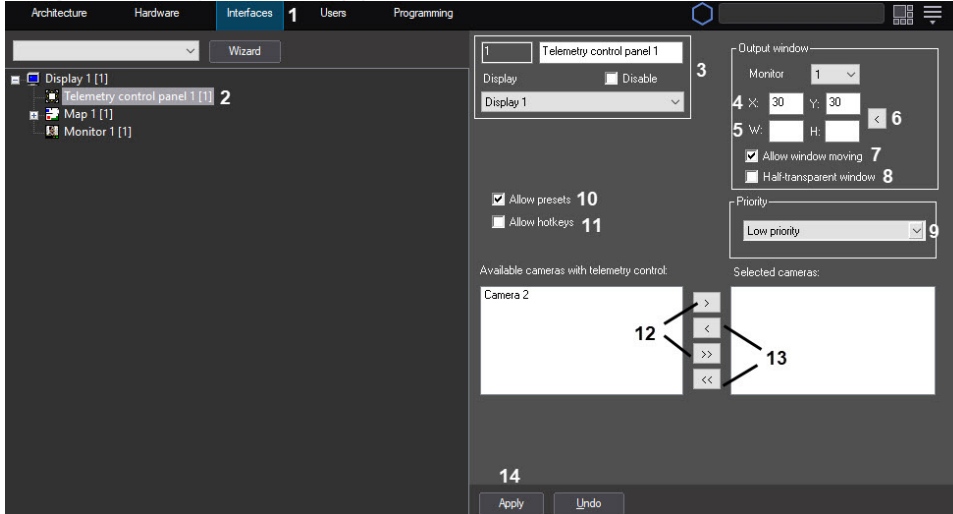 Architecture Hardware Interfaces 1 Users Programming
Wizard
Display 1 [1]
Telemetry control panel 1 [1] 2
Map 1 [1]
Monitor 1 [1]
1 Telemetry control panel 1
Display Disable 3
Display 1
Output window
Monitor 1
4 X: 30 Y: 30
< 6
5 W: H:
Allow window moving 7
Half-transparent window 8
Allow presets 10
Allow hotkeys 11
Priority
Low priority 9
Available cameras with telemetry control:
Selected cameras:
Camera 2
>
<
>>
<<
12
13
14
Apply Undo